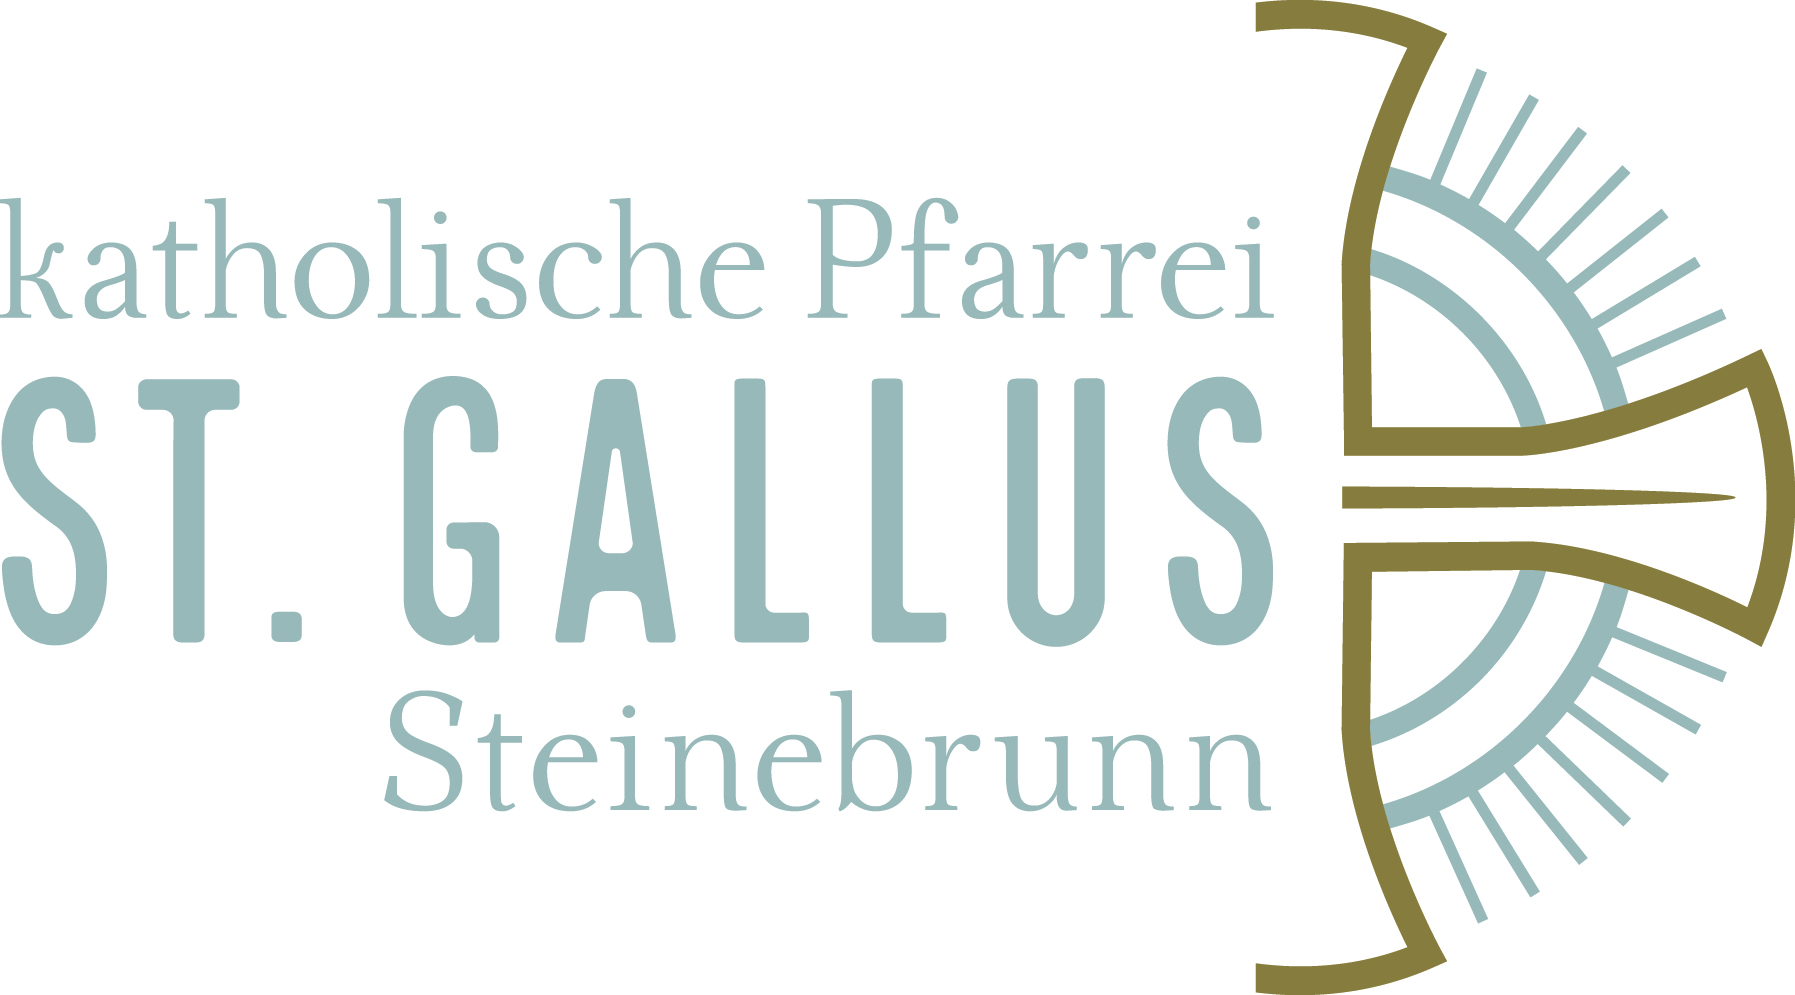 katholische Pfarrei
ST. GALLUS
Steinebrunn